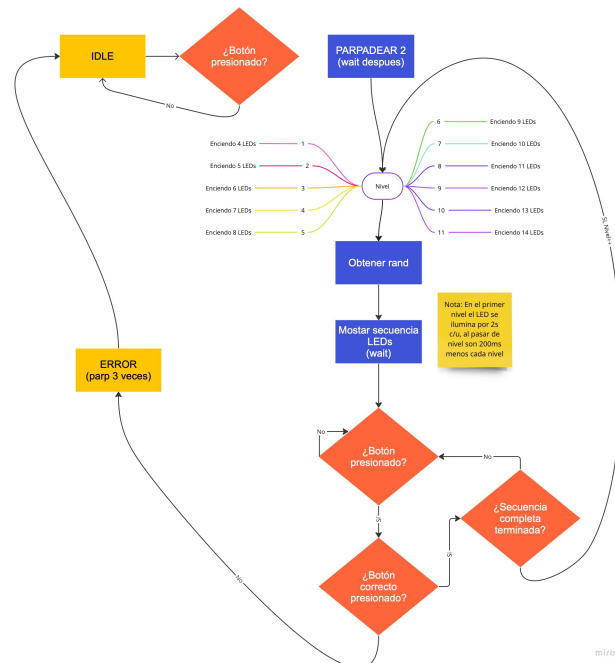 IDLE
¿Botón
presionado?
No
PARPADEAR 2
(wait despues)
Enciendo 4 LEDs
1
Enciendo 5 LEDs
2
Enciendo 6 LEDs
3
Enciendo 7 LEDs
4
Enciendo 8 LEDs
5
Nivel
6
Enciendo 9 LEDs
7
Enciendo 10 LEDs
8
Enciendo 11 LEDs
9
Enciendo 12 LEDs
10
Enciendo 13 LEDs
11
Enciendo 14 LEDs
Sí, Nivel++
Obtener rand
Mostar secuencia
LEDs
(wait)
Nota: En el primer
nivel el LED se
ilumina por 2s
c/u, al pasar de
nivel son 200ms
menos cada nivel
ERROR
(parp 3 veces)
No
¿Botón
presionado?
No
¿Secuencia
completa
terminada?
Sí
Sí
¿Botón
correcto
presionado?
No
miro